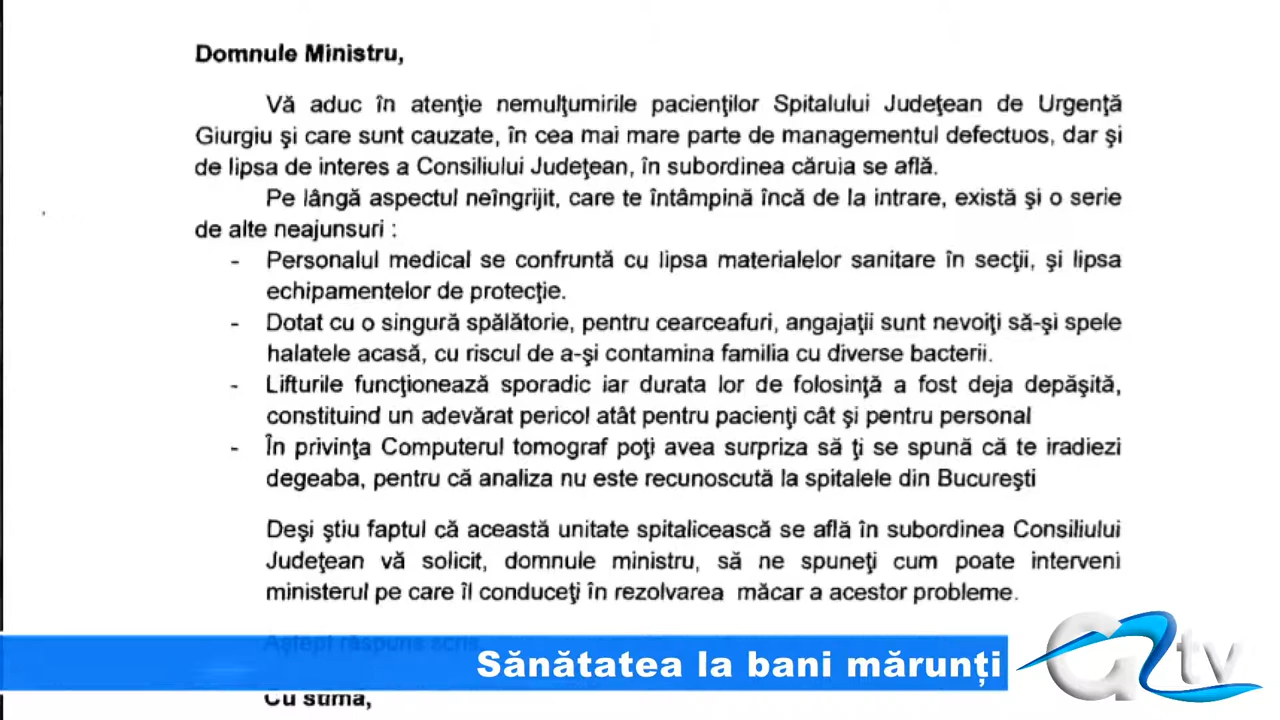 Domnule Ministru,
Vă aduc în atenţie nemulţumirile pacienţilor Spitalului Judeţean de Urgenţă
Giurgiu şi care sunt cauzate, în cea mai mare parte de managementul defectuos, dar şi
de lipsa de interes a Consiliului Judeţean, în subordinea căruia se află.
Pe lângă aspectul neîngrijit, care te întâmpină încă de la intrare, există şi o serie
de alte neajunsuri :
- Personalul medical se confruntă cu lipsa materialelor sanitare în secţii, şi lipsa
echipamentelor de protecţie.
- Dotat cu o singură spălătorie, pentru cearceafuri, angajaţii sunt nevoiţi să-şi spele
halatele acasă, cu riscul de a-şi contamina familia cu diverse bacterii.
- Lifturile funcţionează sporadic iar durata lor de folosinţă a fost deja depăşită,
constituind un adevărat pericol atât pentru pacienţi cât şi pentru personal
- În privinţa Computerul tomograf poţi avea surpriza să ţi se spună că te iradiezi
degeaba, pentru că analiza nu este recunoscută la spitalele din Bucureşti
Deşi ştiu faptul că această unitate spitalicească se află în subordinea Consiliului
Judeţean vă solicit, domnule ministru, să ne spuneţi cum poate interveni
ministerul pe care îl conduceţi în rezolvarea măcar a acestor probleme.
Aştept răspuns scris.
Sănătatea la bani mărunți
tv
Cu stimă,